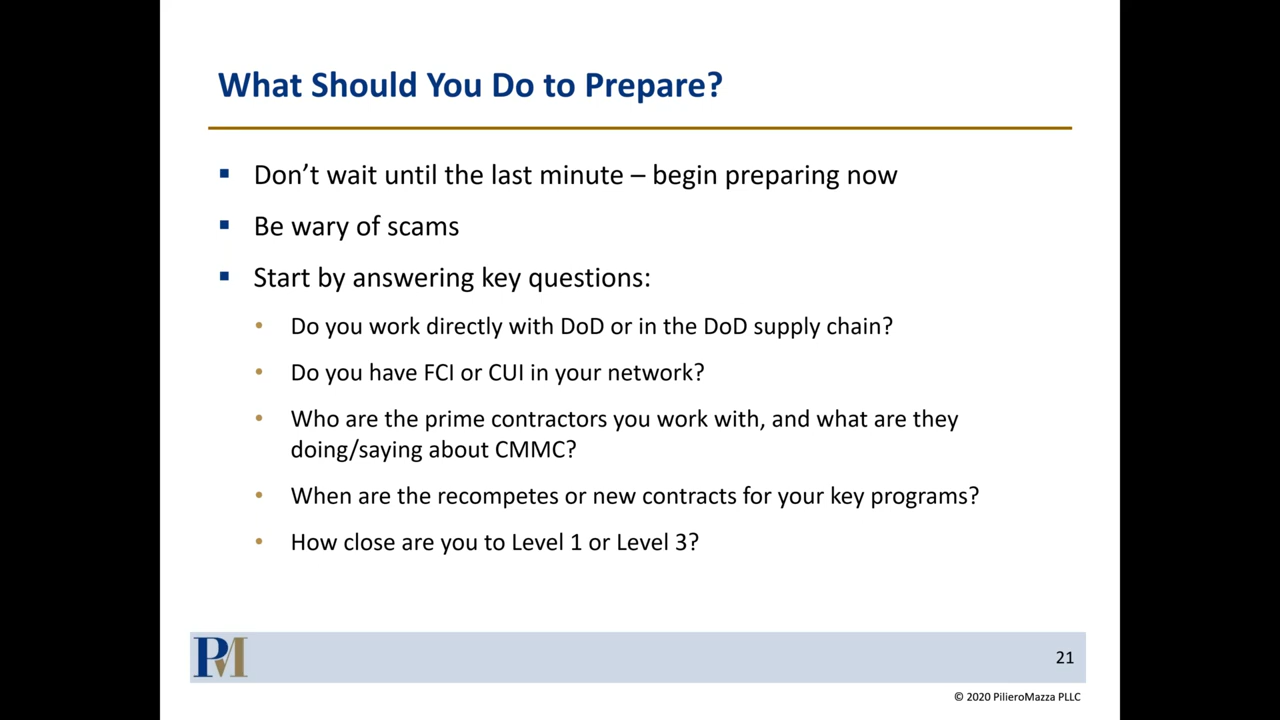 What Should You Do to Prepare?
▪ Don’t wait until the last minute – begin preparing now
▪ Be wary of scams
▪ Start by answering key questions:
• Do you work directly with DoD or in the DoD supply chain?
• Do you have FCI or CUI in your network?
• Who are the prime contractors you work with, and what are they
doing/saying about CMMC?
• When are the recompetes or new contracts for your key programs?
• How close are you to Level 1 or Level 3?
PM
21
© 2020 PilieroMazza PLLC